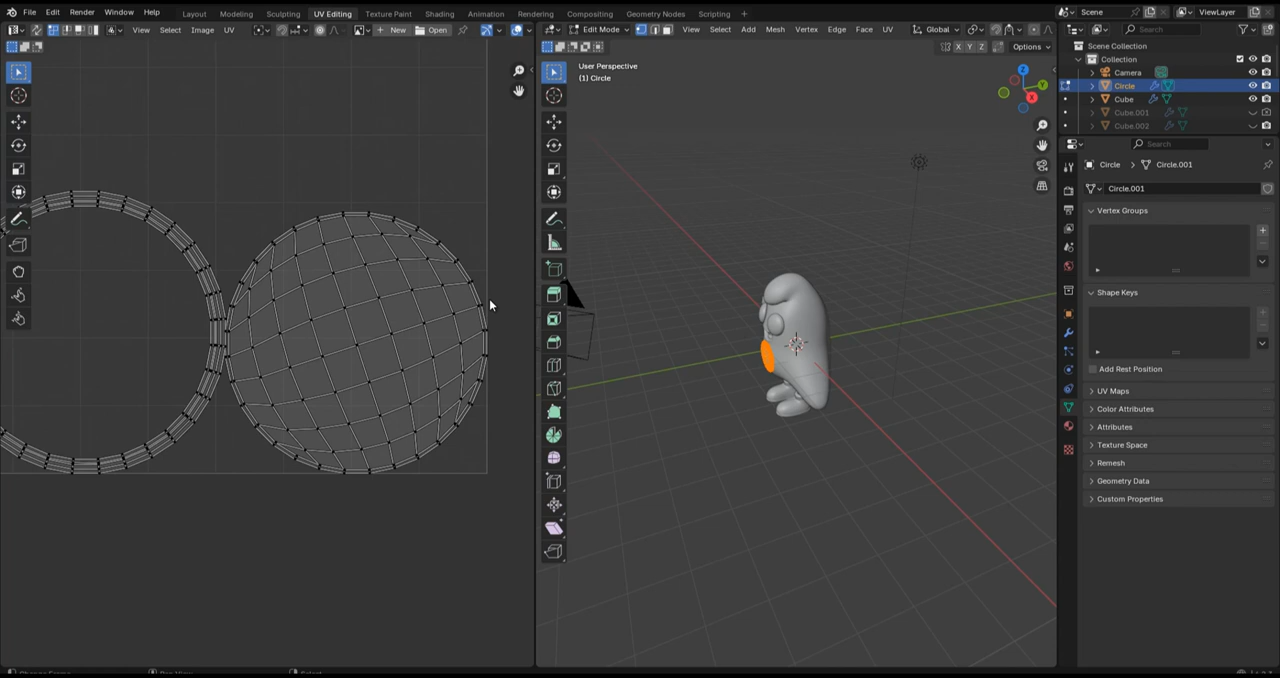 File Edit Render Window Help Layout Modeling Sculpting UV Editing Texture Paint Shading Animation Rendering Compositing Geometry Nodes Scripting + Scene ViewLayer
View Select Image UV New Open Edit Mode View Select Add Mesh Vertex Edge Face UV Global Search
X Y Z Options
Scene Collection
Collection
Camera
Circle
Cube
Cube.001
Cube.002
User Perspective
(1) Circle
Z
Y
X
Search
Circle > Circle.001
Circle.001
Vertex Groups
Shape Keys
Add Rest Position
UV Maps
Color Attributes
Attributes
Texture Space
Remesh
Geometry Data
Custom Properties